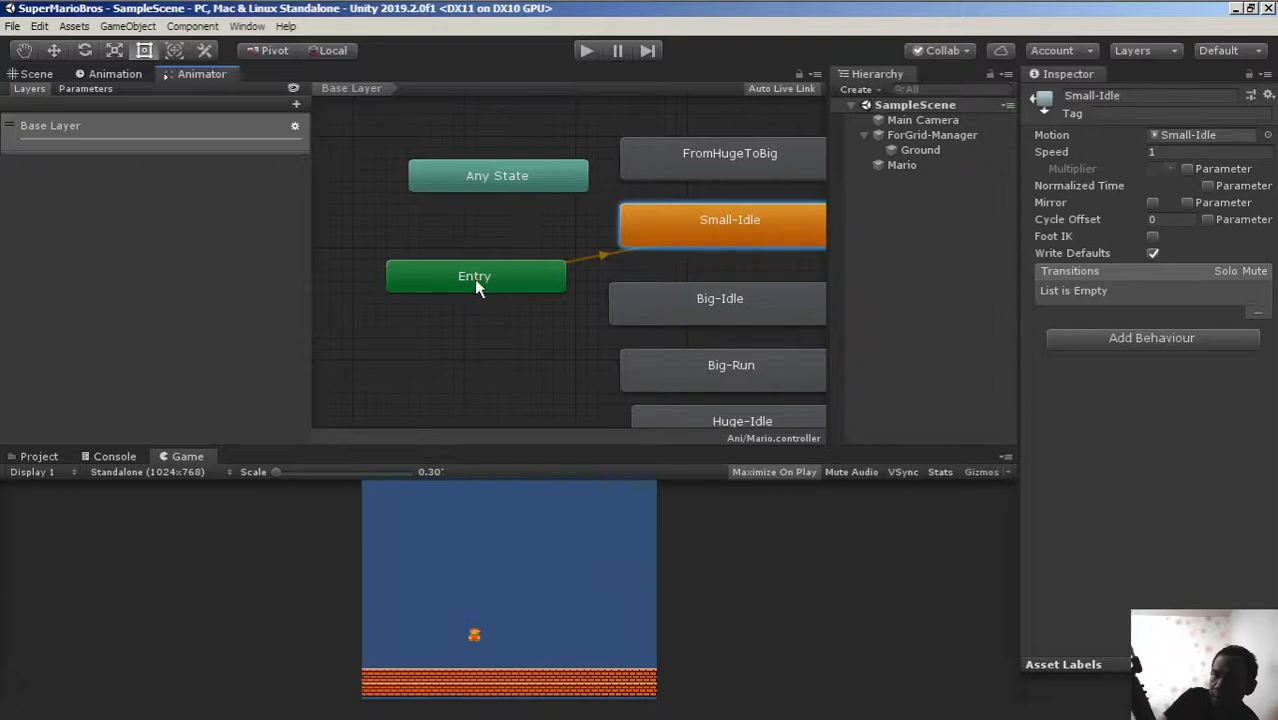 SuperMarioBros - SampleScene - PC, Mac & Linux Standalone - Unity 2019.2.0f1 <DX11 on DX10 GPU>
File Edit Assets GameObject Component Window Help
Pivot Local Collab Account Layers Default
Scene Animation Animator
Layers Parameters
Base Layer
Base Layer Auto Live Link
Any State
Entry
FromHugeToBig
Small-Idle
Big-Idle
Big-Run
Huge-Idle
Ani/Mario.controller
Hierarchy
Create All
SampleScene
Main Camera
ForGrid-Manager
Ground
Mario
Inspector
Small-Idle
Tag
Motion Small-Idle
Speed 1
Multiplier Parameter
Normalized Time Parameter
Mirror Parameter
Cycle Offset 0 Parameter
Foot IK
Write Defaults
Transitions Solo Mute
List is Empty
Add Behaviour
Asset Labels
Project Console Game
Display 1 Standalone (1024x768) Scale 0.30 Maximize On Play Mute Audio VSync Stats Gizmos